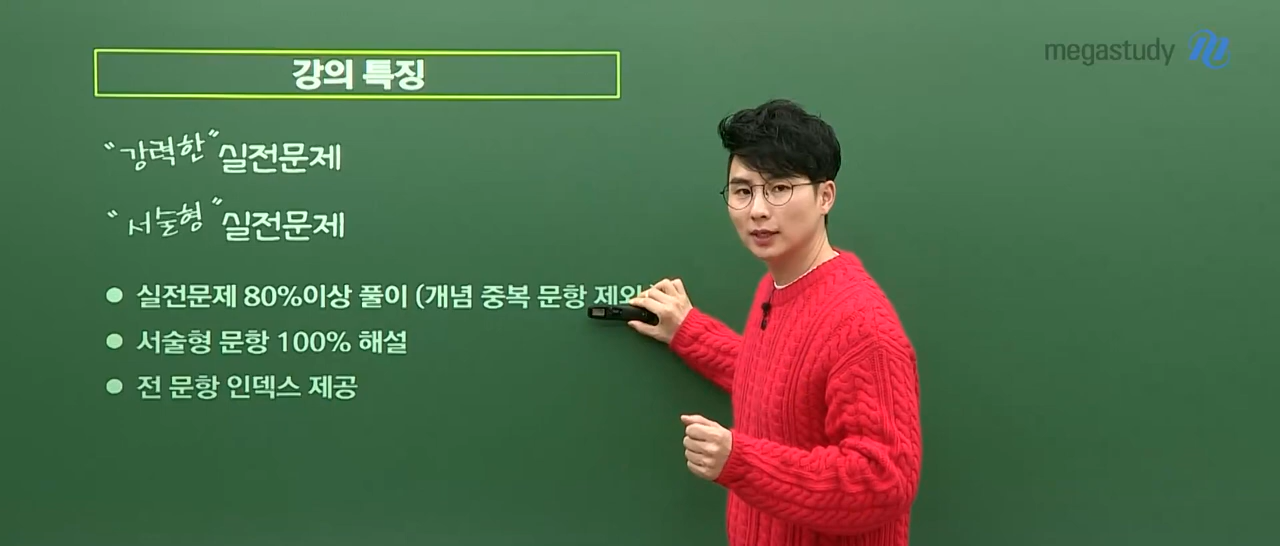 megastudy
강의 특징
"강력한" 실전문제
"서술형" 실전문제
● 실전문제 80%이상 풀이 (개념 중복 문항 제외
● 서술형 문항 100% 해설
● 전 문항 인덱스 제공